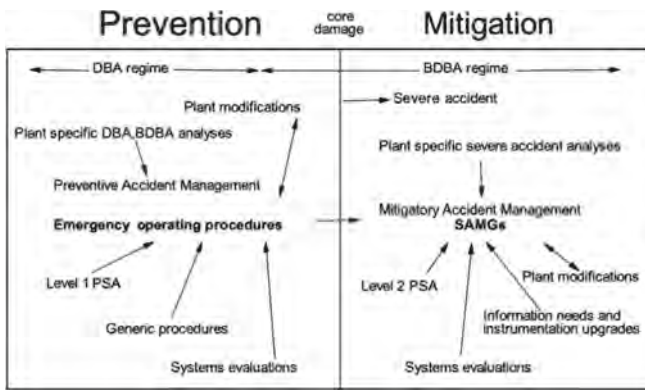 Prevention
core
damage
Mitigation
DBA regime
BDBA regime
Plant modifications
Severe accident
Plant specific DBA,BDBA analyses
Plant specific severe accident analyses
Preventive Accident Management
Emergency operating procedures
Mitigatory Accident Management
SAMGs
Level 1 PSA
Generic procedures
Systems evaluations
Level 2 PSA
Plant modifications
Information needs and
instrumentation upgrades
Systems evaluations